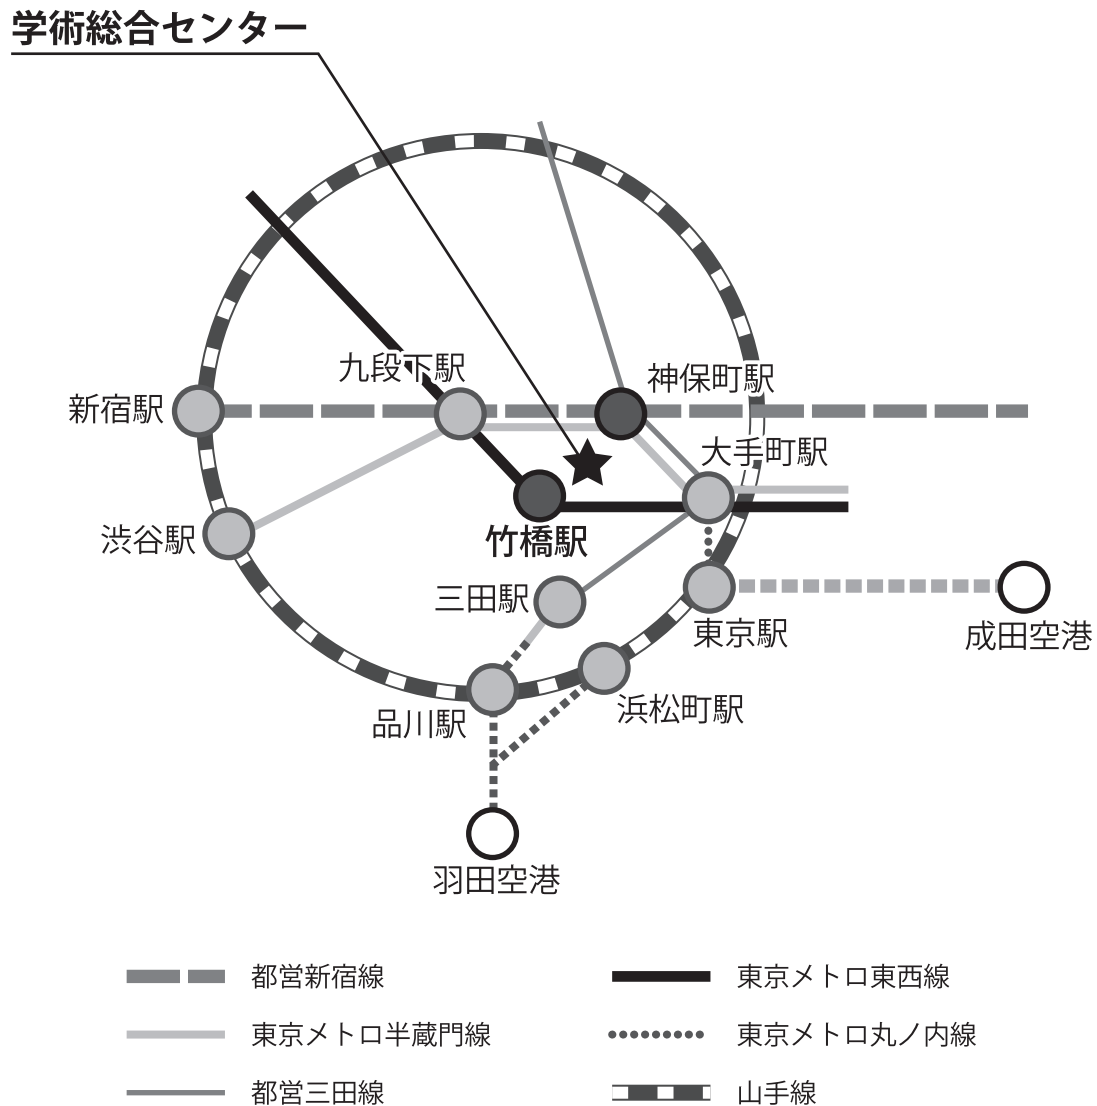 学術総合センター
九段下駅
神保町駅
新宿駅
大手町駅
渋谷駅
竹橋駅
三田駅
東京駅
成田空港
品川駅
浜松町駅
羽田空港
都営新宿線
東京メトロ東西線
東京メトロ半蔵門線
東京メトロ丸ノ内線
都営三田線
山手線